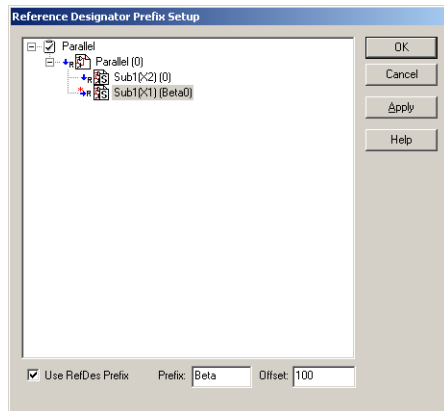 Reference Designator Prefix Setup
Parallel
Parallel (0)
Sub1(X2) (0)
Sub1(X1) (Beta0)
OK
Cancel
Apply
Help
Use RefDes Prefix Prefix: Beta Offset: 100